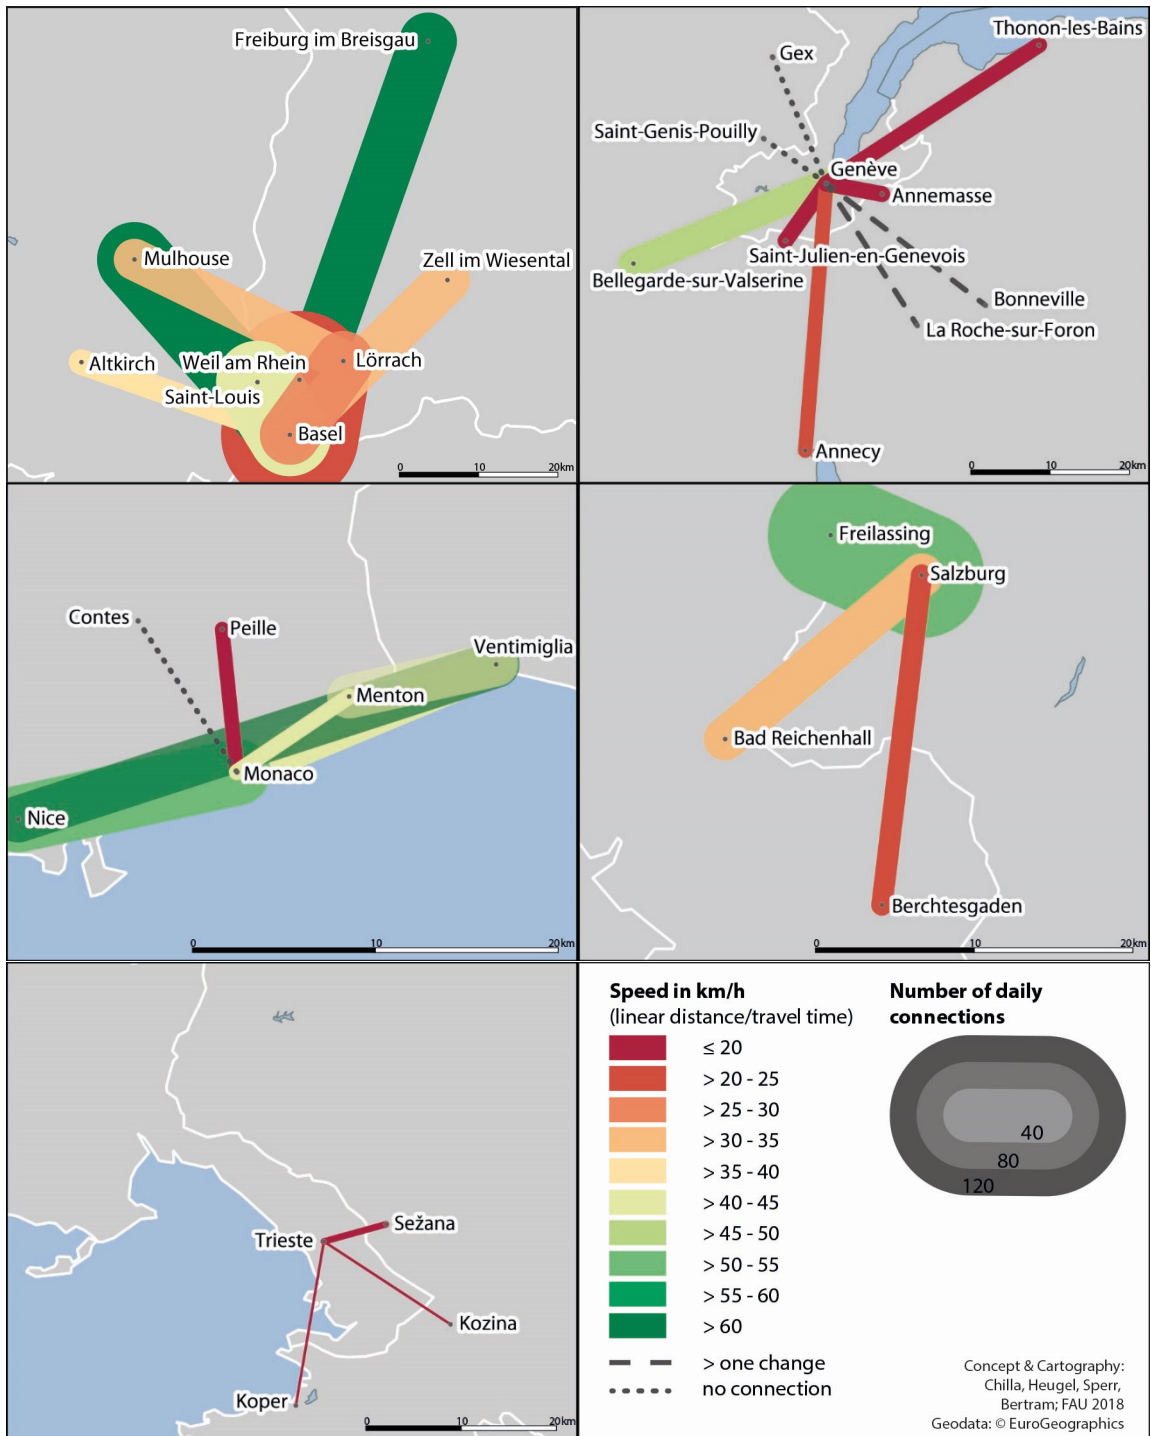 Freiburg im Breisgau
Mulhouse
Zell im Wiesental
Altkirch
Weil am Rhein
Lörrach
Saint-Louis
Basel
0 10 20km
Thonon-les-Bains
Gex
Saint-Genis-Pouilly
Genève
Annemasse
Saint-Julien-en-Genevois
Bellegarde-sur-Valserine
Bonneville
La Roche-sur-Foron
Annecy
0 10 20km
Contes
Peille
Ventimiglia
Menton
Monaco
Nice
0 10 20km
Freilassing
Salzburg
Bad Reichenhall
Berchtesgaden
0 10 20km
Sežana
Trieste
Kozina
Koper
0 10 20km
Speed in km/h
(linear distance/travel time)
≤ 20
> 20 - 25
> 25 - 30
> 30 - 35
> 35 - 40
> 40 - 45
> 45 - 50
> 50 - 55
> 55 - 60
> 60
> one change
no connection
Number of daily
connections
40
80
120
Concept & Cartography:
Chilla, Heugel, Sperr,
Bertram; FAU 2018
Geodata: © EuroGeographics